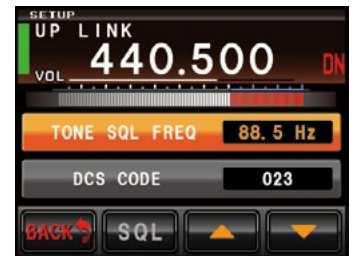 SETUP
UP LINK
VOL 440.500 DN
TONE SQL FREQ 88.5 Hz
DCS CODE 023
BACK SQL